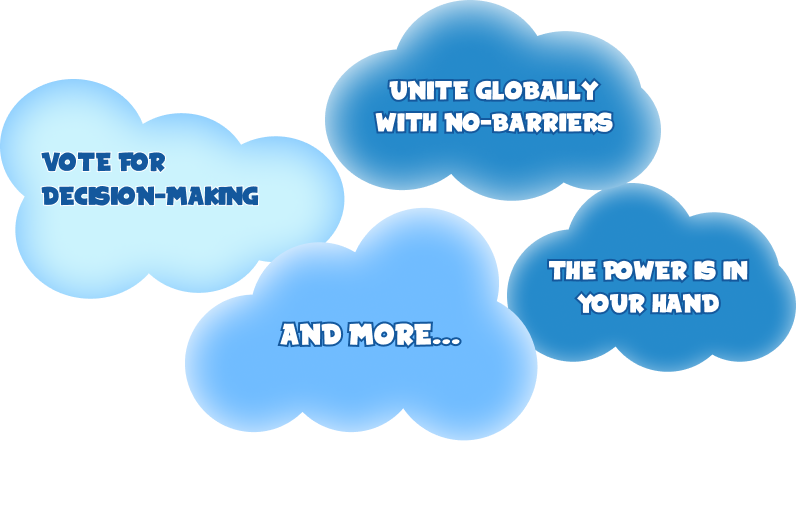 UNITE GLOBALLY
WITH NO-BARRIERS
VOTE FOR
DECISION-MAKING
THE POWER IS IN
YOUR HAND
AND MORE...